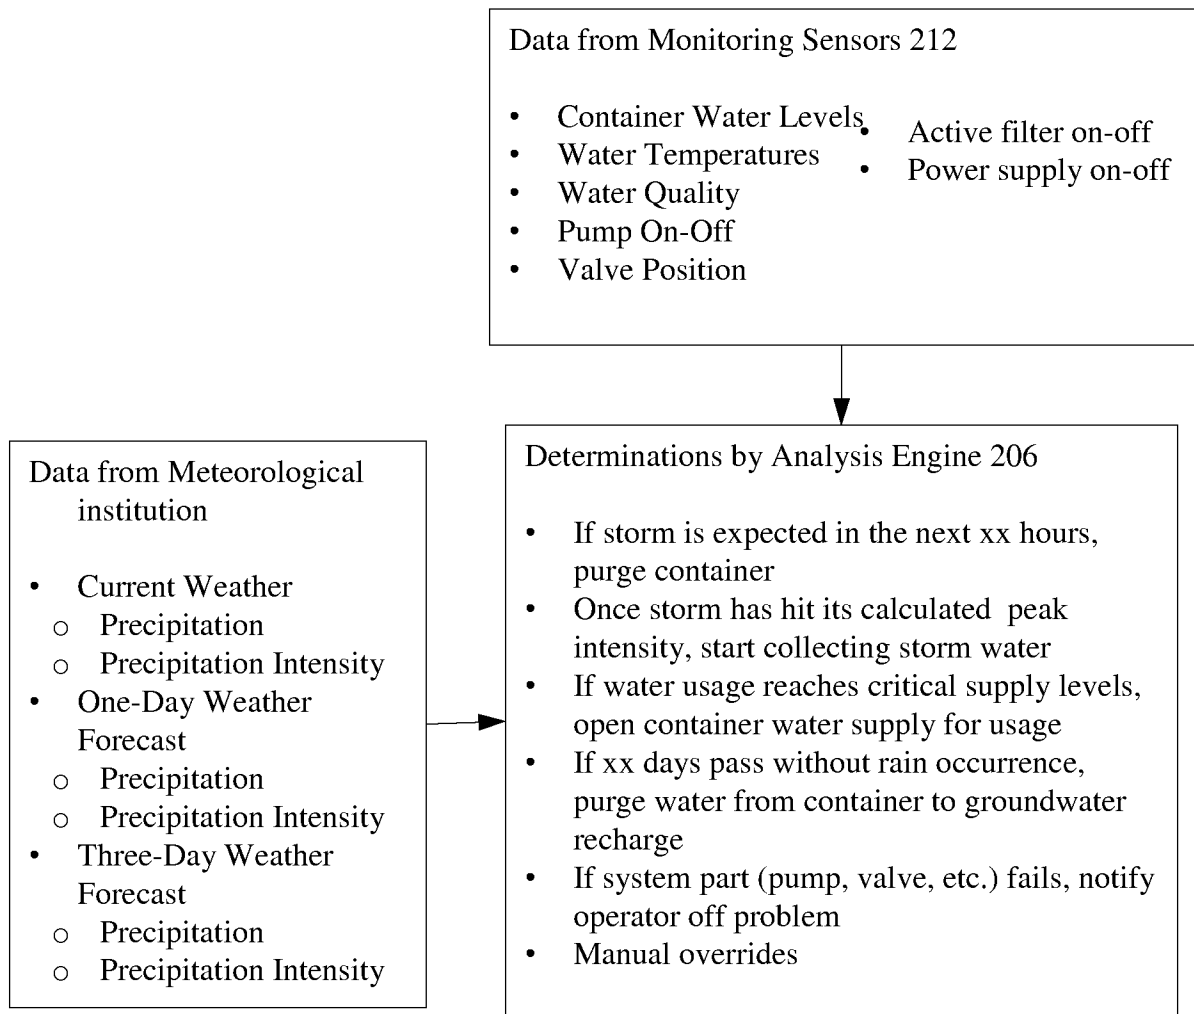 Data from Monitoring Sensors 212
• Container Water Levels
• Water Temperatures
• Water Quality
• Pump On-Off
• Valve Position
• Active filter on-off
• Power supply on-off
Data from Meteorological
institution
• Current Weather
o Precipitation
o Precipitation Intensity
• One-Day Weather
Forecast
o Precipitation
o Precipitation Intensity
• Three-Day Weather
Forecast
o Precipitation
o Precipitation Intensity
Determinations by Analysis Engine 206
• If storm is expected in the next xx hours,
purge container
• Once storm has hit its calculated peak
intensity, start collecting storm water
• If water usage reaches critical supply levels,
open container water supply for usage
• If xx days pass without rain occurrence,
purge water from container to groundwater
recharge
• If system part (pump, valve, etc.) fails, notify
operator off problem
• Manual overrides